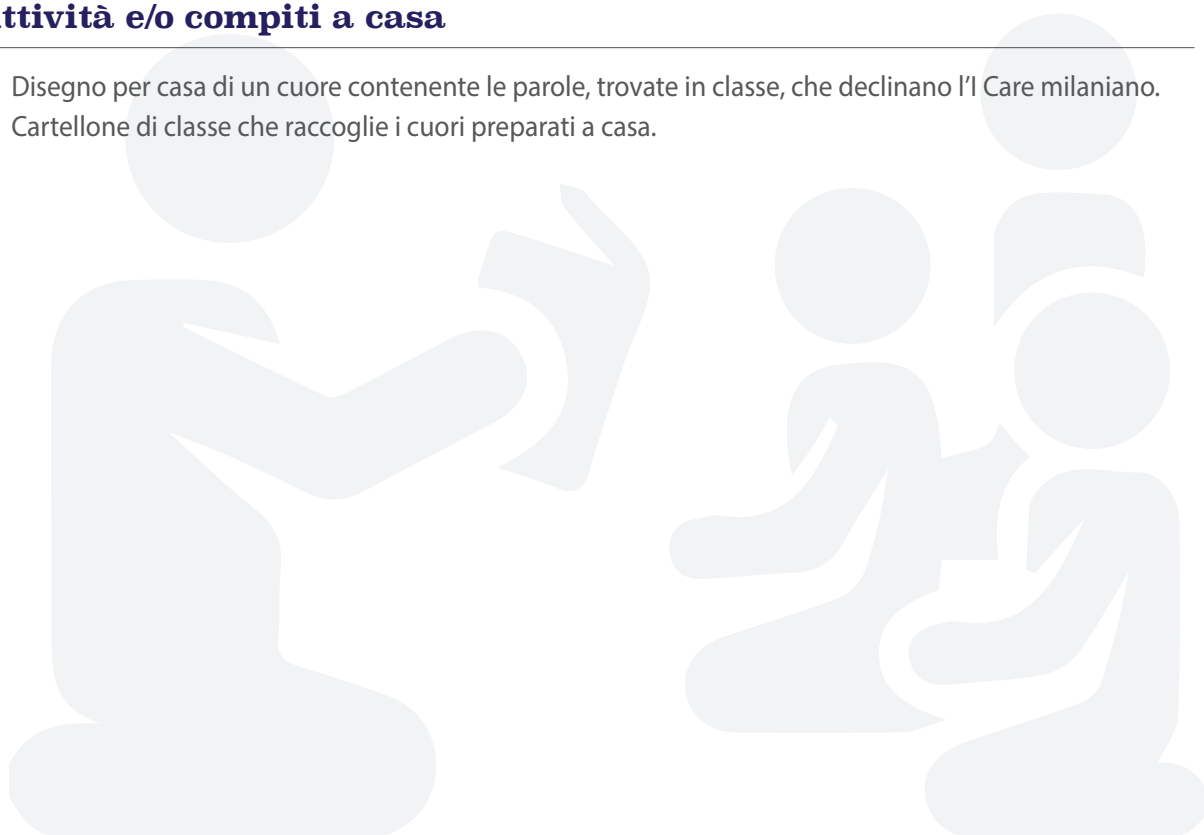 ttività e/o compiti a casa
Disegno per casa di un cuore contenente le parole, trovate in classe, che declinano l’I Care milaniano.
Cartellone di classe che raccoglie i cuori preparati a casa.